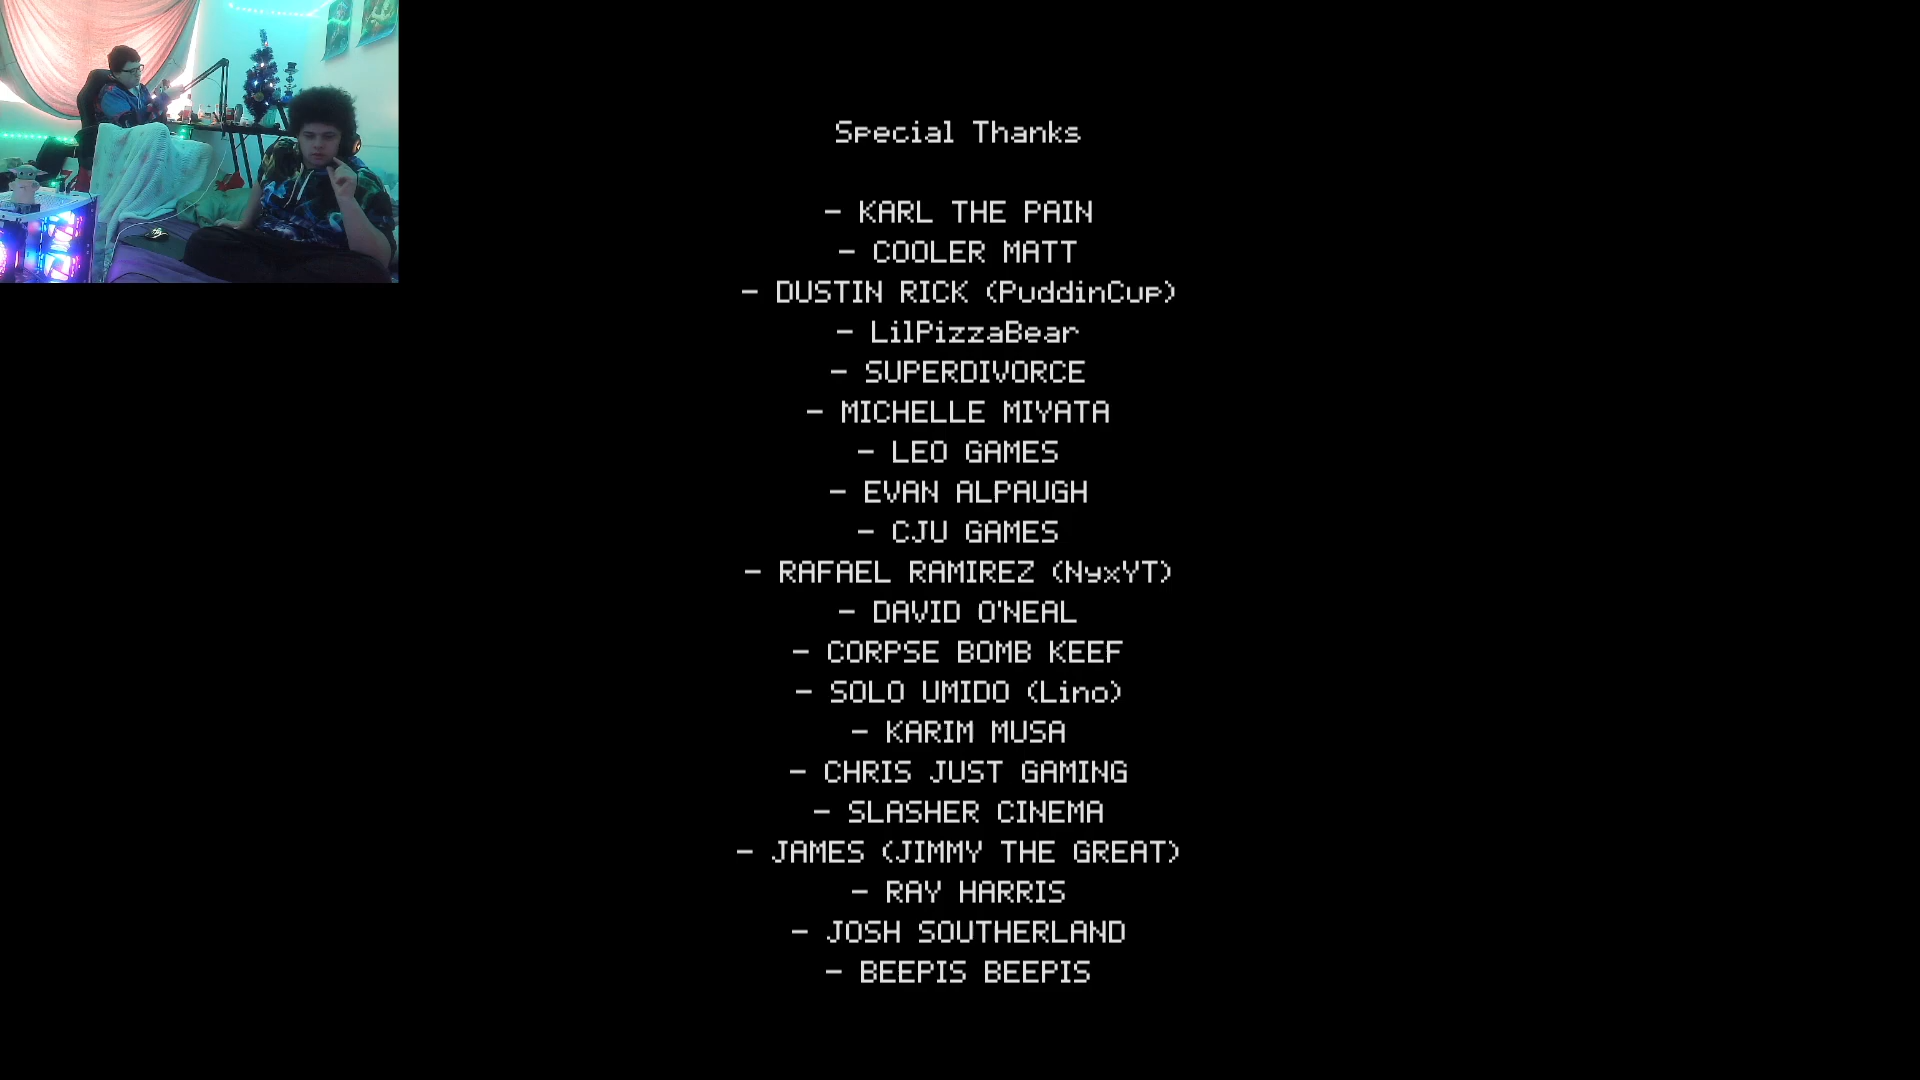 Special Thanks
- KARL THE PAIN
- COOLER MATT
- DUSTIN RICK (PuddinCup)
- LilPizzaBear
- SUPERDIVORCE
- MICHELLE MIYATA
- LEO GAMES
- EVAN ALPAUGH
- CJU GAMES
- RAFAEL RAMIREZ (NyxYT)
- DAVID O'NEAL
- CORPSE BOMB KEEF
- SOLO UMIDO (Lino)
- KARIM MUSA
- CHRIS JUST GAMING
- SLASHER CINEMA
- JAMES (JIMMY THE GREAT)
- RAY HARRIS
- JOSH SOUTHERLAND
- BEEPIS BEEPIS